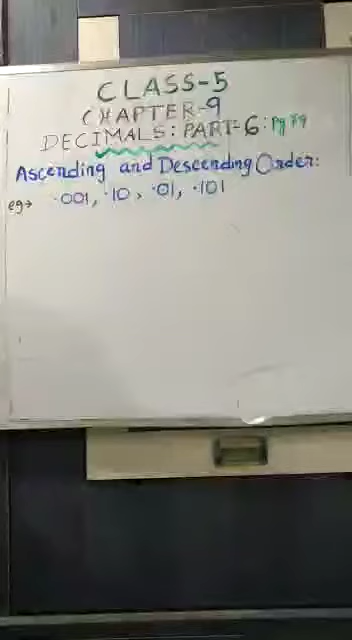 CLASS-5
CHAPTER-9
DECIMALS: PART-6: Pg 79
Ascending and Descending Order:
eg→ ·001, ·10, ·01, ·101